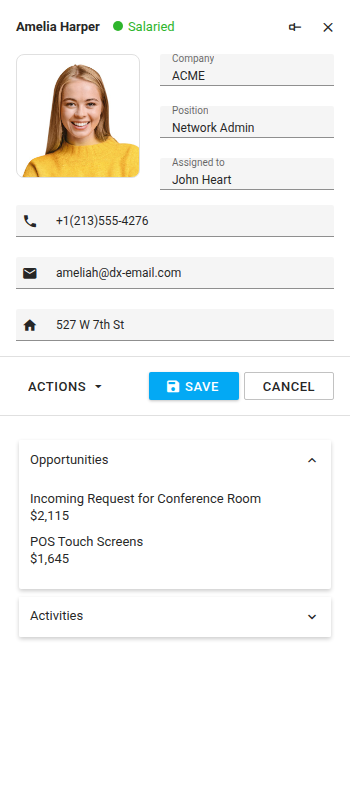 Amelia Harper
Salaried
Company
ACME
Position
Network Admin
Assigned to
John Heart
+1(213)555-4276
ameliah@dx-email.com
527 W 7th St
ACTIONS
SAVE
CANCEL
Opportunities
Incoming Request for Conference Room
$2,115
POS Touch Screens
$1,645
Activities